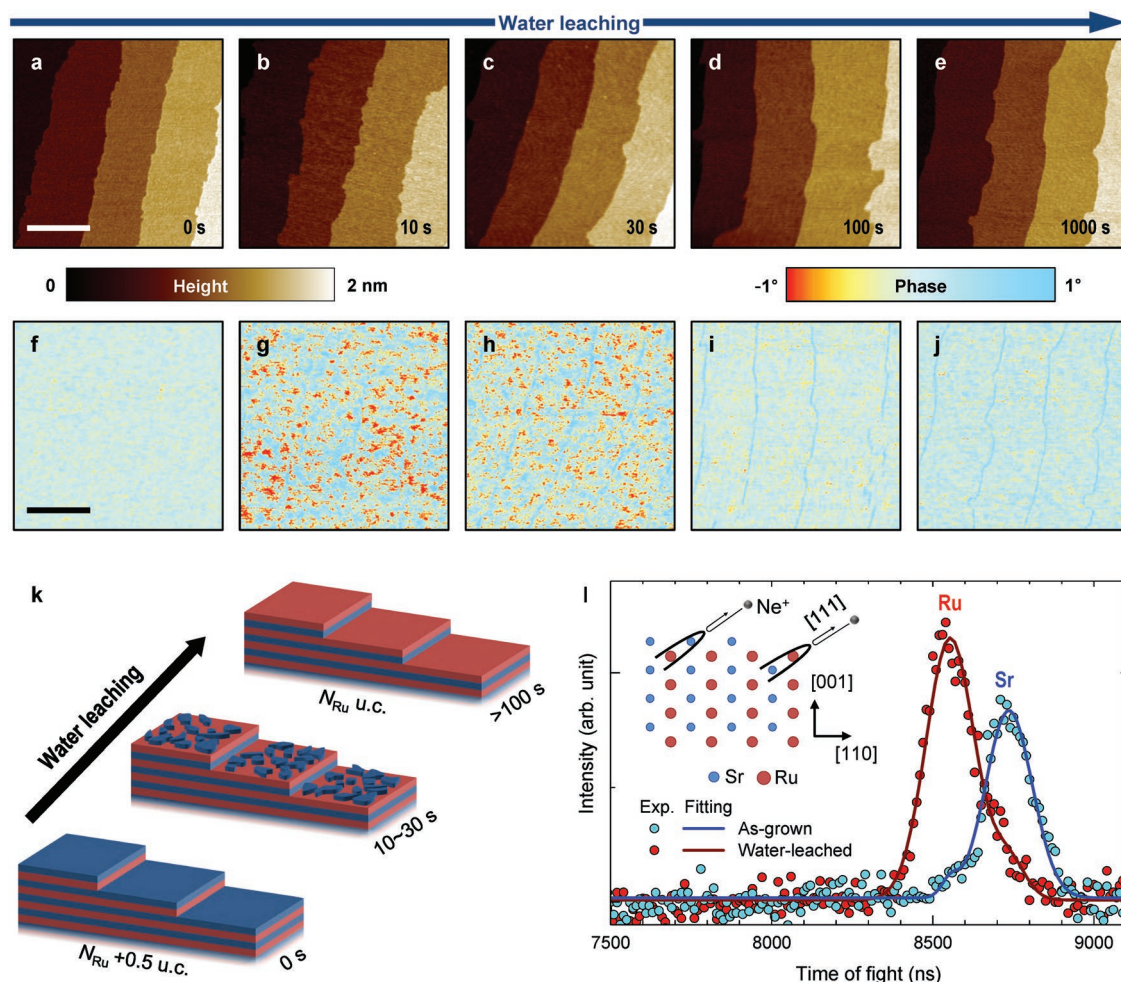 Water leaching
a
b
c
d
e
0 s
10 s
30 s
100 s
1000 s
0 Height 2 nm
-1° Phase 1°
f
g
h
i
j
k
Water leaching
N_Ru u.c.
>100 s
10~30 s
N_Ru +0.5 u.c.
0 s
l
Ru
Sr
Ne⁺
[111]
[001]
[1̄10]
Sr Ru
Exp. Fitting
As-grown
Water-leached
Intensity (arb. unit)
7500 8000 8500 9000
Time of fight (ns)